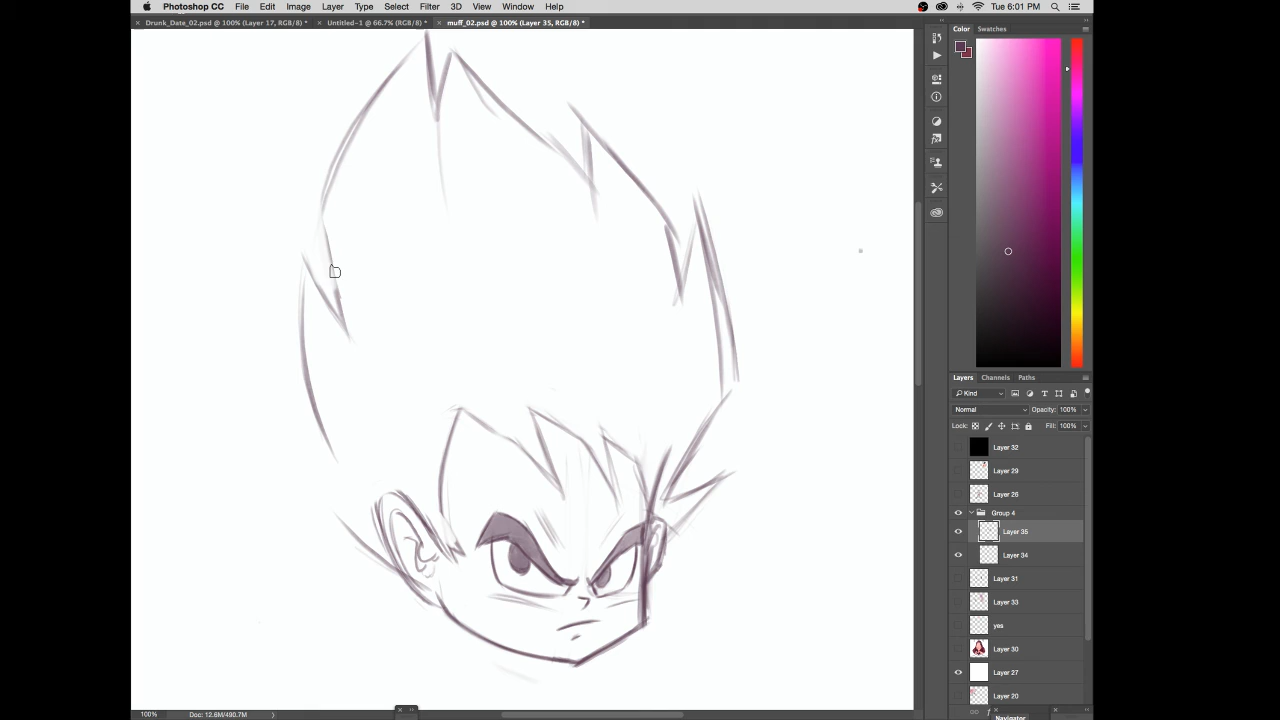 Photoshop CC File Edit Image Layer Type Select Filter 3D View Window Help Tue 6:01 PM
× Drunk_Date_02.psd @ 100% (Layer 17, RGB/8) * × Untitled-1 @ 66.7% (RGB/8) * × muff_02.psd @ 100% (Layer 35, RGB/8) *
Color Swatches
Layers Channels Paths
Kind
Normal Opacity: 100%
Lock: Fill: 100%
Layer 32
Layer 29
Layer 26
Group 4
Layer 35
Layer 34
Layer 31
Layer 33
yes
Layer 30
Layer 27
Layer 20
100% Doc: 12.6M/490.7M
Navigator